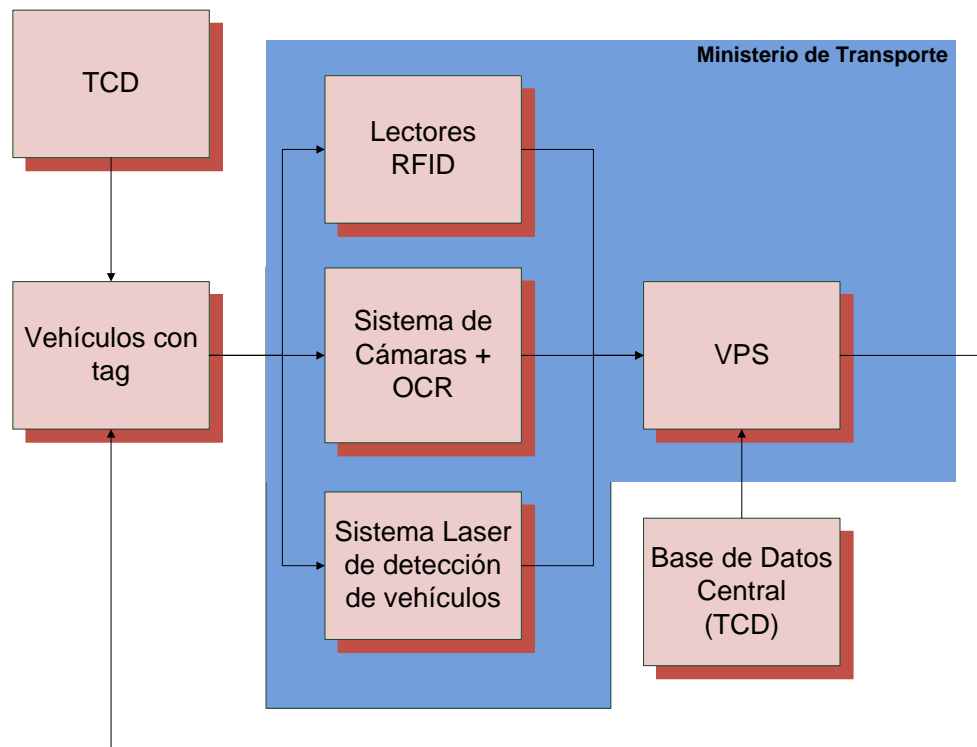 TCD
Ministerio de Transporte
Lectores
RFID
Vehículos con
tag
Sistema de
Cámaras +
OCR
VPS
Sistema Laser
de detección
de vehículos
Base de Datos
Central
(TCD)